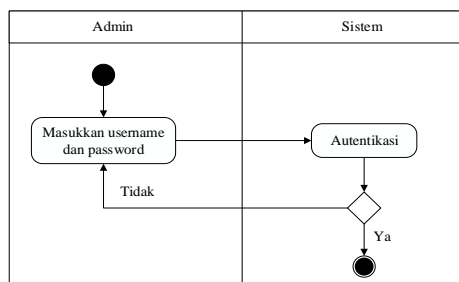 Admin
Sistem
Masukkan username
dan password
Autentikasi
Tidak
Ya